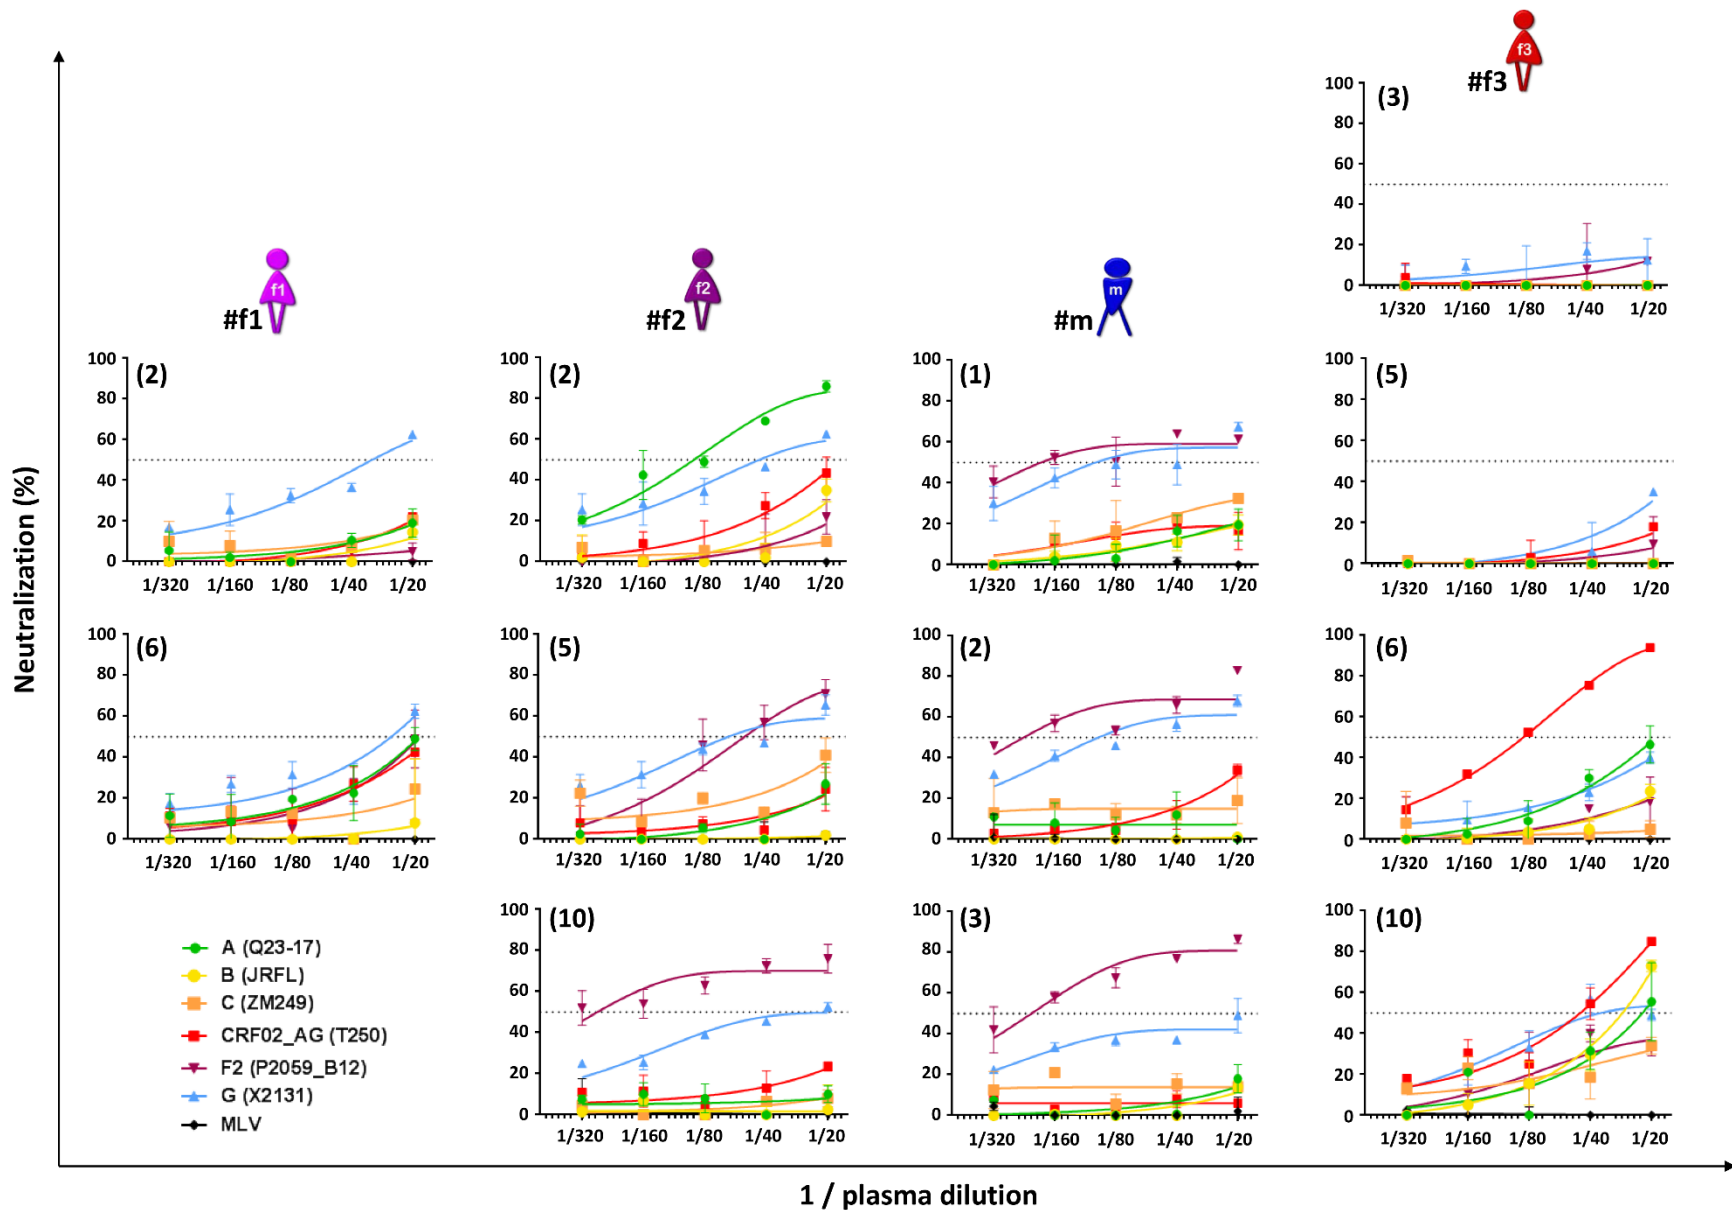 f3
#f3
(3)
100
80
60
40
20
0
1/320 1/160 1/80 1/40 1/20
f1
#f1
f2
#f2
m
#m
(2)
100
80
60
40
20
0
1/320 1/160 1/80 1/40 1/20
(2)
100
80
60
40
20
0
1/320 1/160 1/80 1/40 1/20
(1)
100
80
60
40
20
0
1/320 1/160 1/80 1/40 1/20
(5)
100
80
60
40
20
0
1/320 1/160 1/80 1/40 1/20
(6)
100
80
60
40
20
0
1/320 1/160 1/80 1/40 1/20
(5)
100
80
60
40
20
0
1/320 1/160 1/80 1/40 1/20
(2)
100
80
60
40
20
0
1/320 1/160 1/80 1/40 1/20
(6)
100
80
60
40
20
0
1/320 1/160 1/80 1/40 1/20
A (Q23-17)
B (JRFL)
C (ZM249)
CRF02_AG (T250)
F2 (P2059_B12)
G (X2131)
MLV
(10)
100
80
60
40
20
0
1/320 1/160 1/80 1/40 1/20
(3)
100
80
60
40
20
0
1/320 1/160 1/80 1/40 1/20
(10)
100
80
60
40
20
0
1/320 1/160 1/80 1/40 1/20
Neutralization (%)
1 / plasma dilution